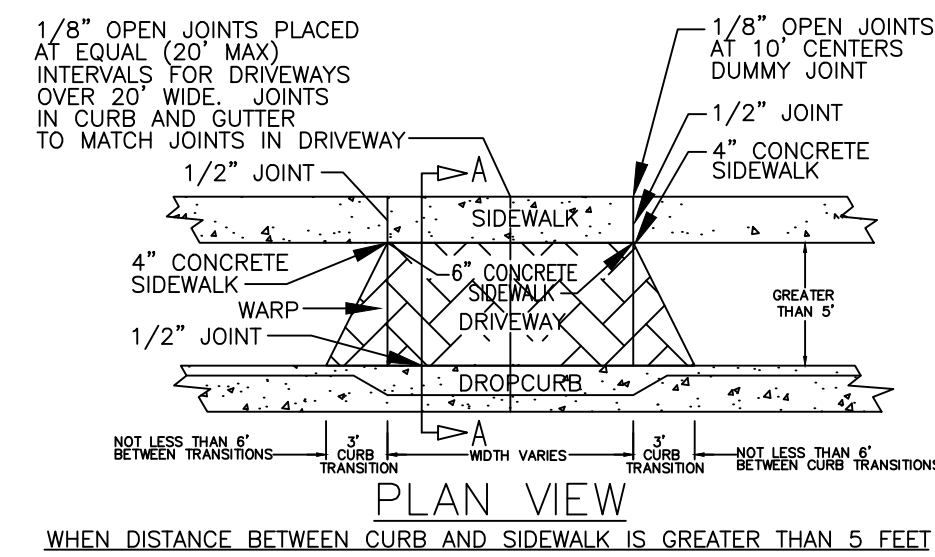 1/8" OPEN JOINTS PLACED
AT EQUAL (20' MAX)
INTERVALS FOR DRIVEWAYS
OVER 20' WIDE. JOINTS
IN CURB AND GUTTER
TO MATCH JOINTS IN DRIVEWAY
1/8" OPEN JOINTS
AT 10' CENTERS
DUMMY JOINT
1/2" JOINT
4" CONCRETE
SIDEWALK
1/2" JOINT
A
SIDEWALK
4" CONCRETE
SIDEWALK
6" CONCRETE
SIDEWALK
WARP
DRIVEWAY
GREATER
THAN 5'
1/2" JOINT
DROPCURB
A
NOT LESS THAN 6'
BETWEEN TRANSITIONS
3'
CURB
TRANSITION
WIDTH VARIES
3'
CURB
TRANSITION
NOT LESS THAN 6'
BETWEEN CURB TRANSITIONS
PLAN VIEW
WHEN DISTANCE BETWEEN CURB AND SIDEWALK IS GREATER THAN 5 FEET